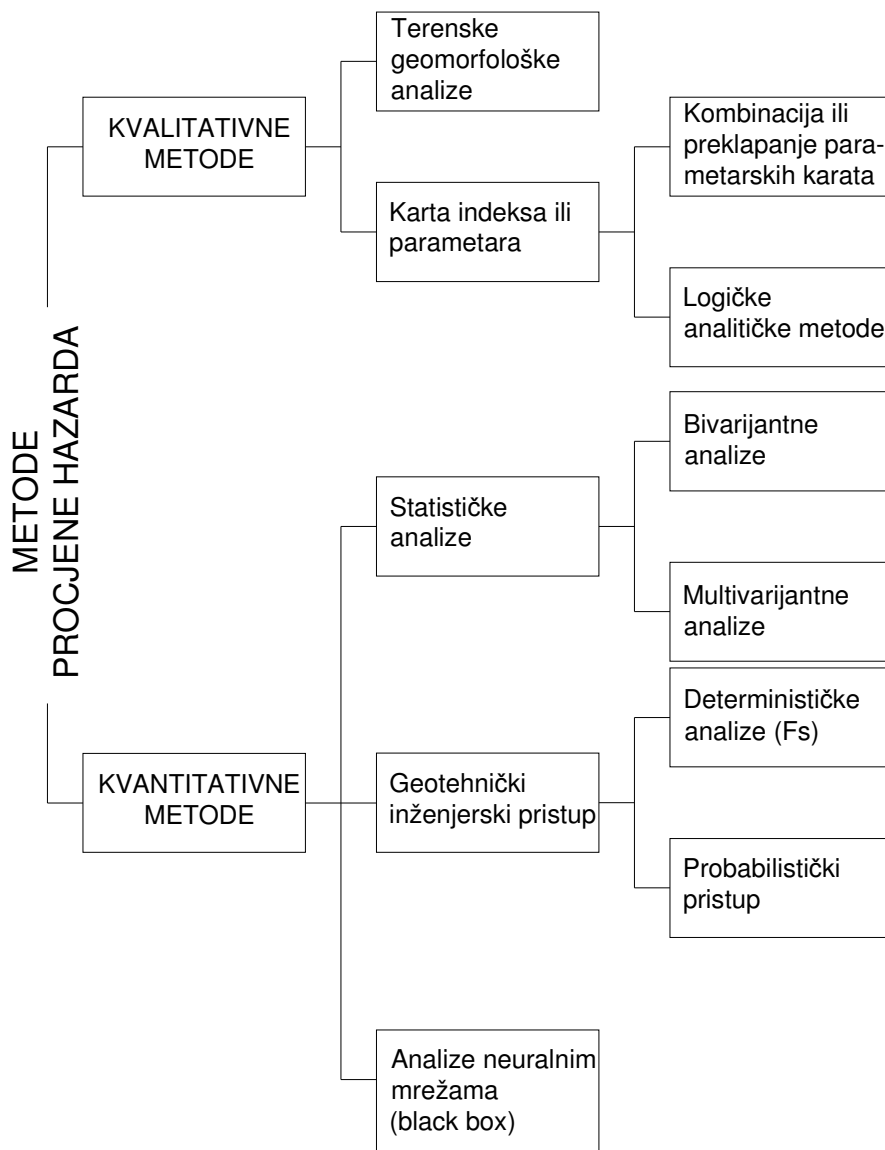 METODE
PROCJENE HAZARDA
KVALITATIVNE
METODE
Terenske
geomorfološke
analize
Karta indeksa ili
parametara
Kombinacija ili
preklapanje para-
metarskih karata
Logičke
analitičke metode
KVANTITATIVNE
METODE
Statističke
analize
Bivarijantne
analize
Multivarijantne
analize
Geotehnički
inženjerski pristup
Determinističke
analize (Fs)
Probabilistički
pristup
Analize neuralnim
mrežama
(black box)